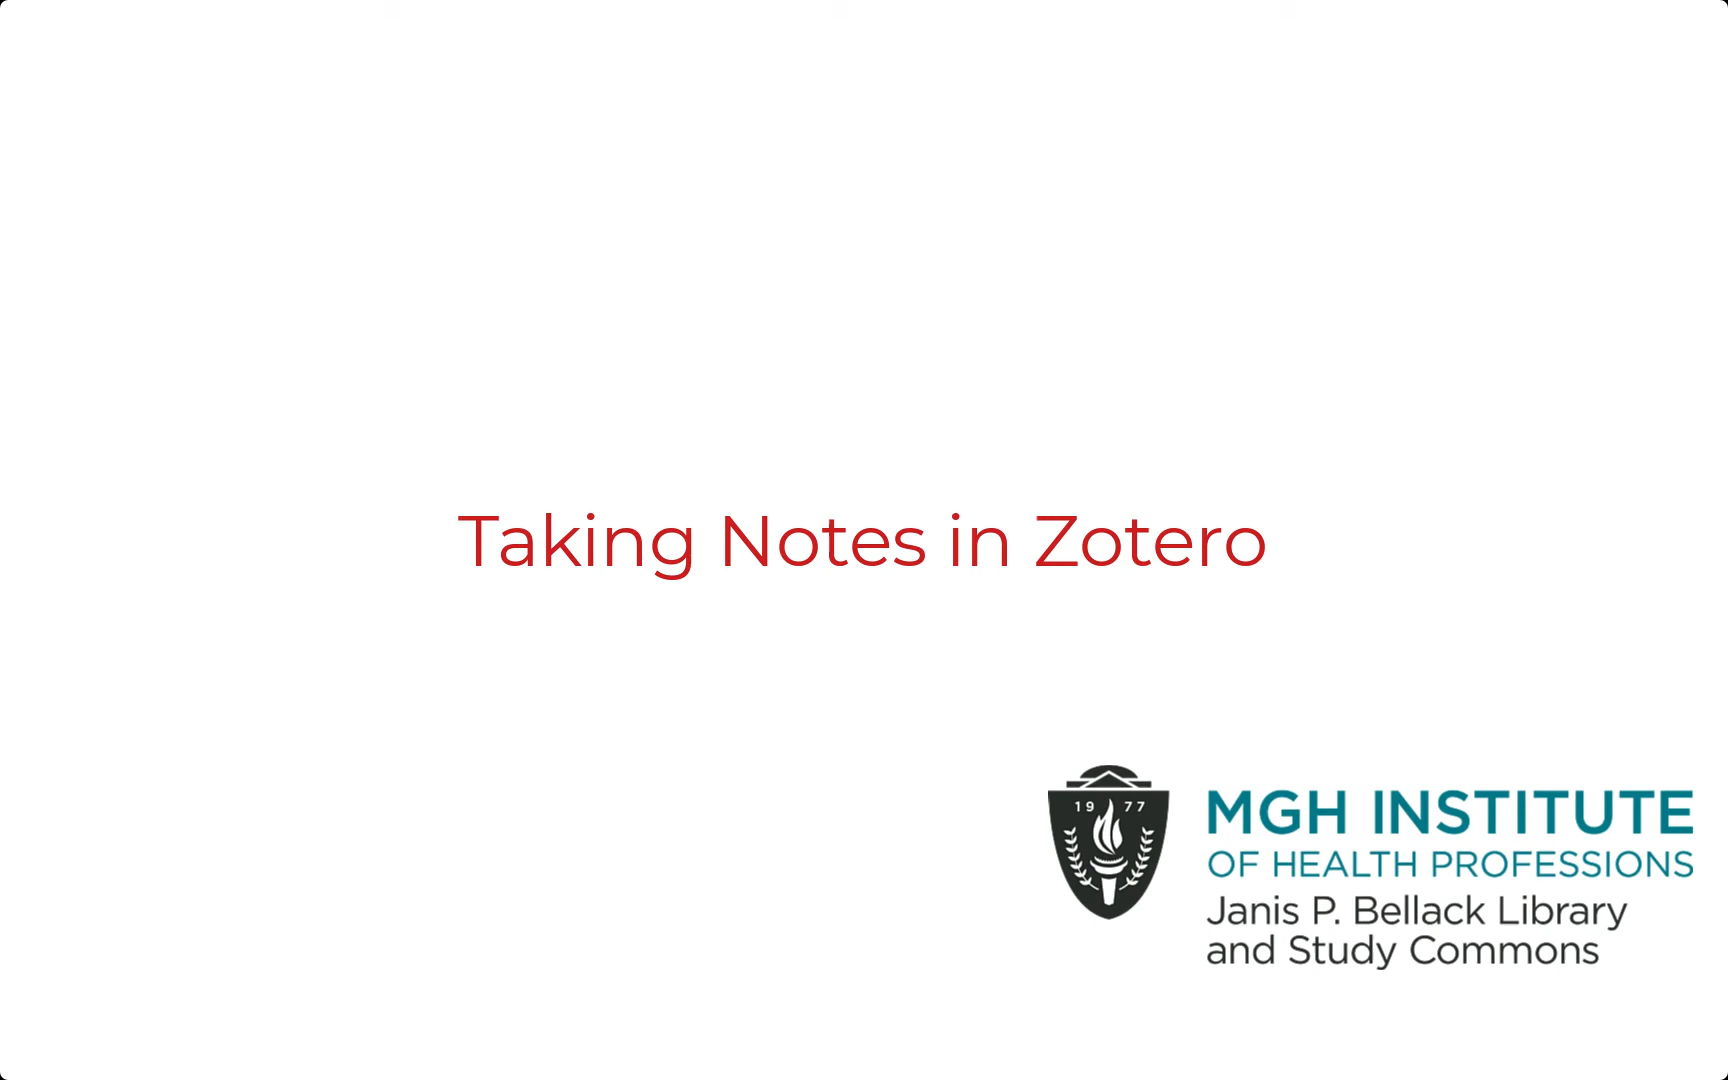 Taking Notes in Zotero
19 77
MGH INSTITUTE
OF HEALTH PROFESSIONS
Janis P. Bellack Library
and Study Commons